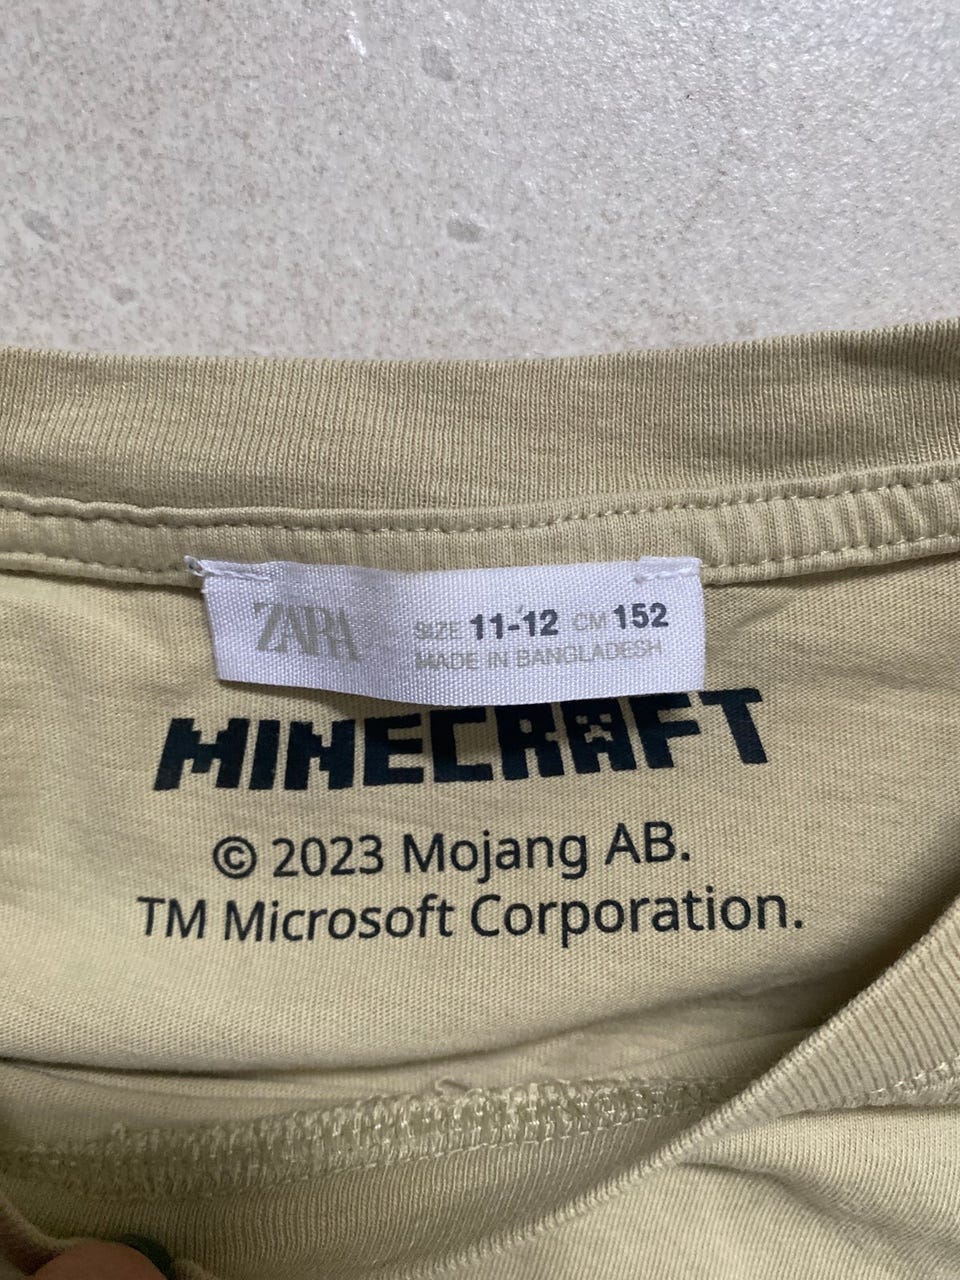 ZARA
SIZE 11-12 CM 152
MADE IN BANGLADESH
MINECRAFT
© 2023 Mojang AB.
TM Microsoft Corporation.